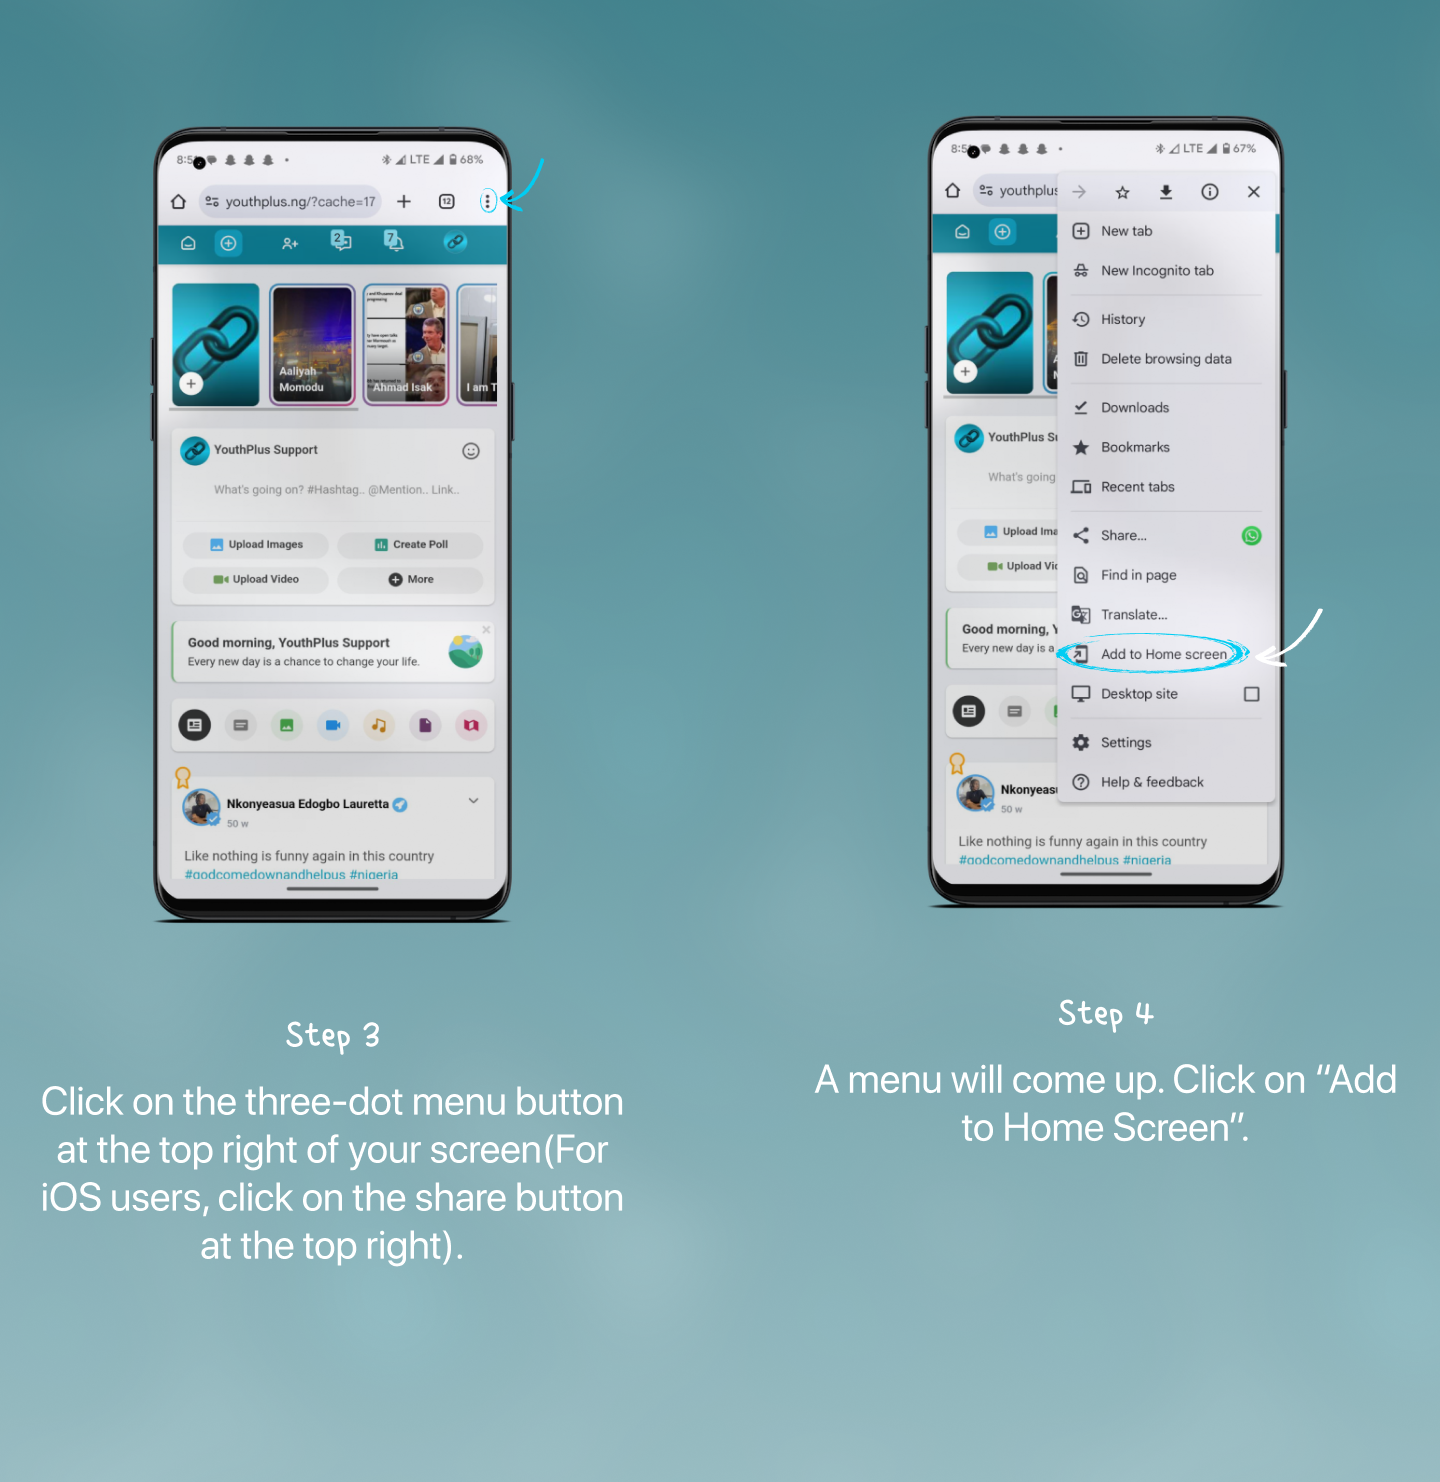 8:5
LTE
68%
youthplus.ng/?cache=17
12
2
7
Aaliyah
Momodu
Ahmad Isak
I am T
YouthPlus Support
What's going on? #Hashtag.. @Mention.. Link..
Upload Images
Create Poll
Upload Video
More
Good morning, YouthPlus Support
Every new day is a chance to change your life.
Nkonyeasua Edogbo Lauretta
50 w
Like nothing is funny again in this country
#godcomedownandhelpus #nigeria
Step 3
Click on the three-dot menu button
at the top right of your screen(For
iOS users, click on the share button
at the top right).
8:5
LTE
67%
youthplus
New tab
New Incognito tab
History
Delete browsing data
Downloads
Bookmarks
Recent tabs
Share...
Find in page
Translate...
Add to Home screen
Desktop site
Settings
Help & feedback
YouthPlus Su
What's going
Upload Ima
Upload Vid
Good morning, Y
Every new day is a
Nkonyeasu
50 w
Like nothing is funny again in this country
#godcomedownandhelpus #nigeria
Step 4
A menu will come up. Click on “Add
to Home Screen”.